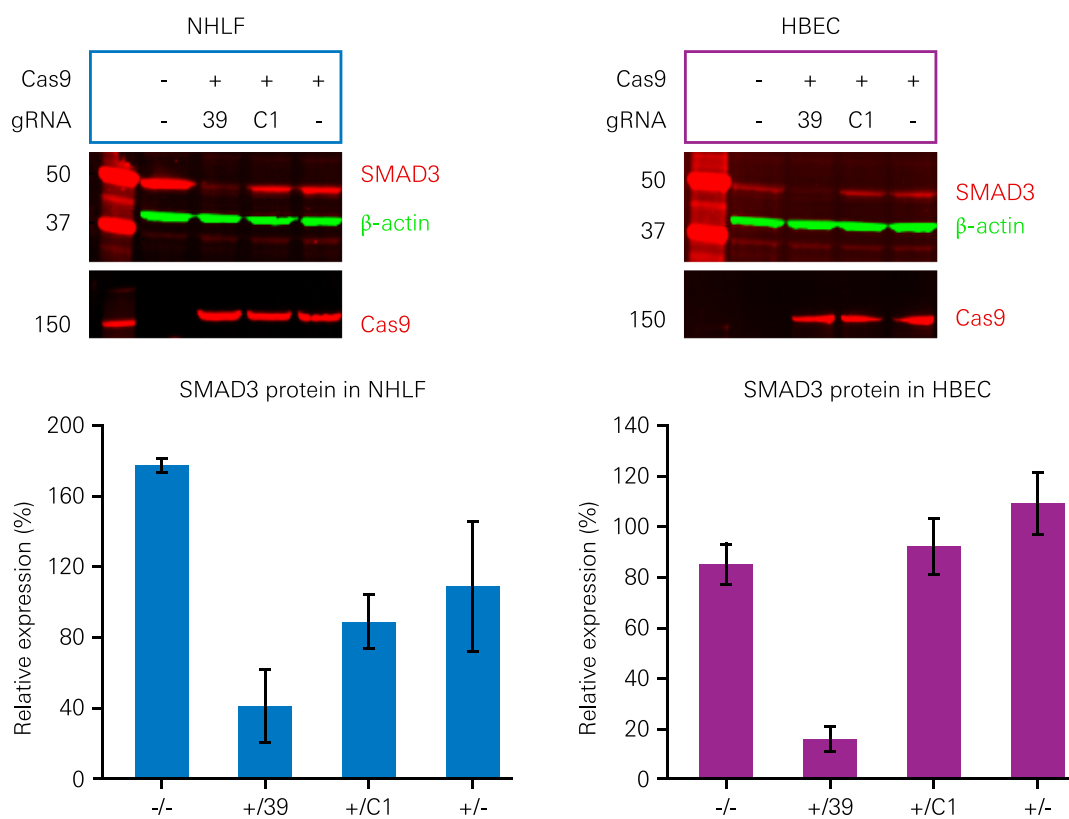 NHLF
Cas9 - + + +
gRNA - 39 C1 -
50
37
SMAD3
β-actin
150
Cas9
HBEC
Cas9 - + + +
gRNA - 39 C1 -
50
37
SMAD3
β-actin
150
Cas9
SMAD3 protein in NHLF
Relative expression (%)
200
160
120
80
40
0
-/- +/39 +/C1 +/-
SMAD3 protein in HBEC
Relative expression (%)
140
120
100
80
60
40
20
0
-/- +/39 +/C1 +/-